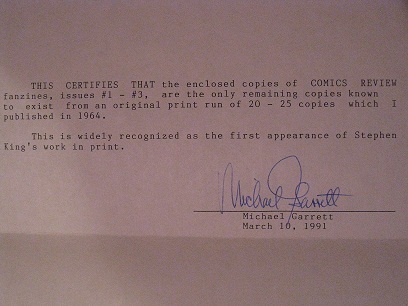 THIS CERTIFIES THAT the enclosed copies of COMICS REVIEW
fanzines, issues #1 - #3, are the only remaining copies known
to exist from an original print run of 20 - 25 copies which I
published in 1964.
This is widely recognized as the first appearance of Stephen
King's work in print.
Michael Garrett
Michael Garrett
March 10, 1991